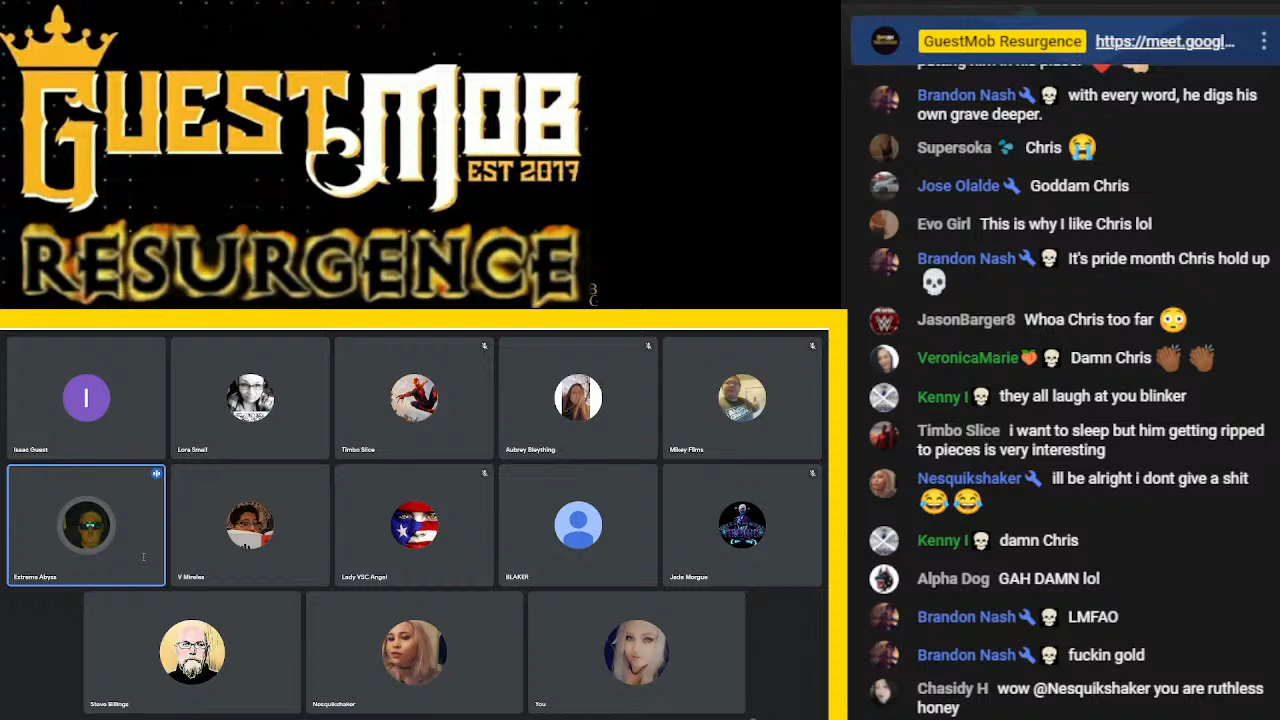 GUESTMOB
EST 2017
RESURGENCE
B
G
I
Isaac Guest
Lora Small
Timbo Slice
Aubrey Bleything
Mikey Films
Extreme Abyss
V Mireles
Lady VSC Angel
BLAKER
Jade Morgue
Steve Billings
Nesquikshaker
You
GuestMob Resurgence https://meet.googl...
Brandon Nash with every word, he digs his
own grave deeper.
Supersoka Chris
Jose Olalde Goddam Chris
Evo Girl This is why I like Chris lol
Brandon Nash It's pride month Chris hold up
JasonBarger8 Whoa Chris too far
VeronicaMarie Damn Chris
Kenny I they all laugh at you blinker
Timbo Slice i want to sleep but him getting ripped
to pieces is very interesting
Nesquikshaker ill be alright i dont give a shit
Kenny I damn Chris
Alpha Dog GAH DAMN lol
Brandon Nash LMFAO
Brandon Nash fuckin gold
Chasidy H wow @Nesquikshaker you are ruthless
honey